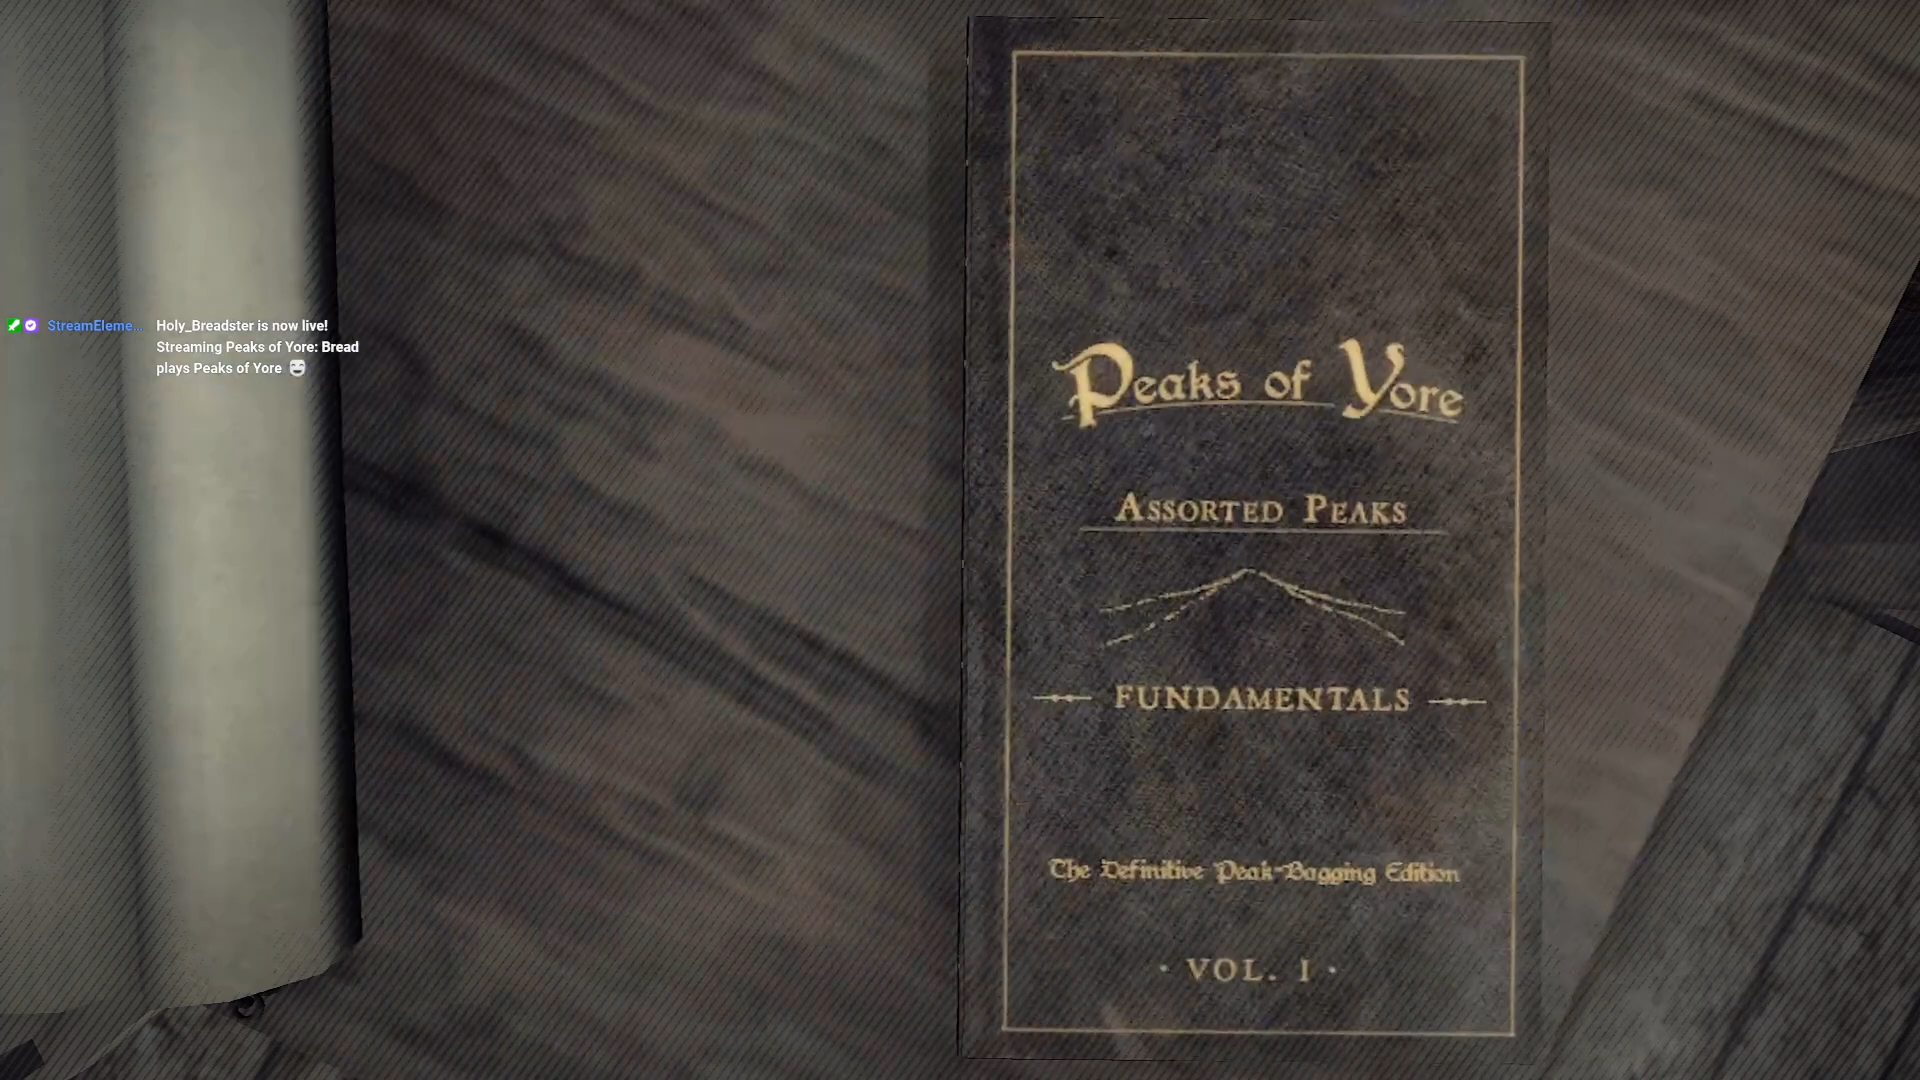 StreamEleme... Holy_Breadster is now live!
Streaming Peaks of Yore: Bread
plays Peaks of Yore
Peaks of Yore
ASSORTED PEAKS
FUNDAMENTALS
The Definitive Peak-Bagging Edition
· VOL. I ·